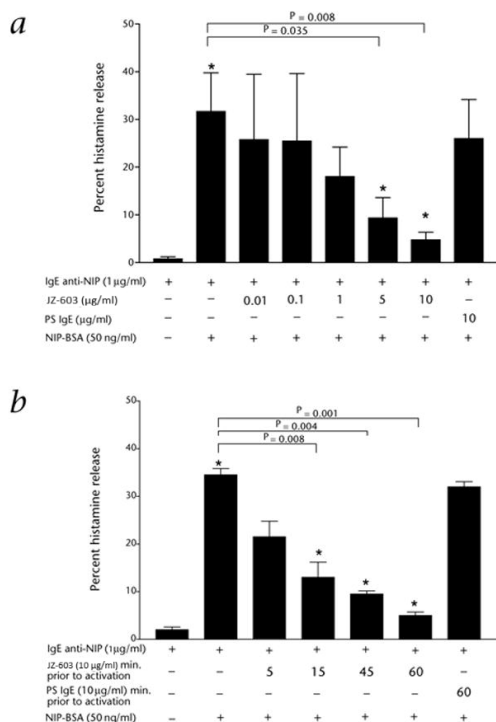 a
P = 0.008
P = 0.035
40
30
20
10
0
Percent histamine release
*
*
*
IgE anti-NIP (1 µg/ml) + + + + + + + +
JZ-603 (µg/ml) – – 0.01 0.1 1 5 10 –
PS IgE (µg/ml) – – – – – – – 10
NIP-BSA (50 ng/ml) – + + + + + + +
b
P = 0.001
P = 0.004
P = 0.008
40
30
20
10
0
Percent histamine release
*
*
*
*
IgE anti-NIP (1µg/ml) + + + + + + +
JZ-603 (10 µg/ml) min.
prior to activation – – 5 15 45 60 –
PS IgE (10µg/ml) min.
prior to activation – – – – – – 60
NIP-BSA (50 ng/ml) – + + + + + +